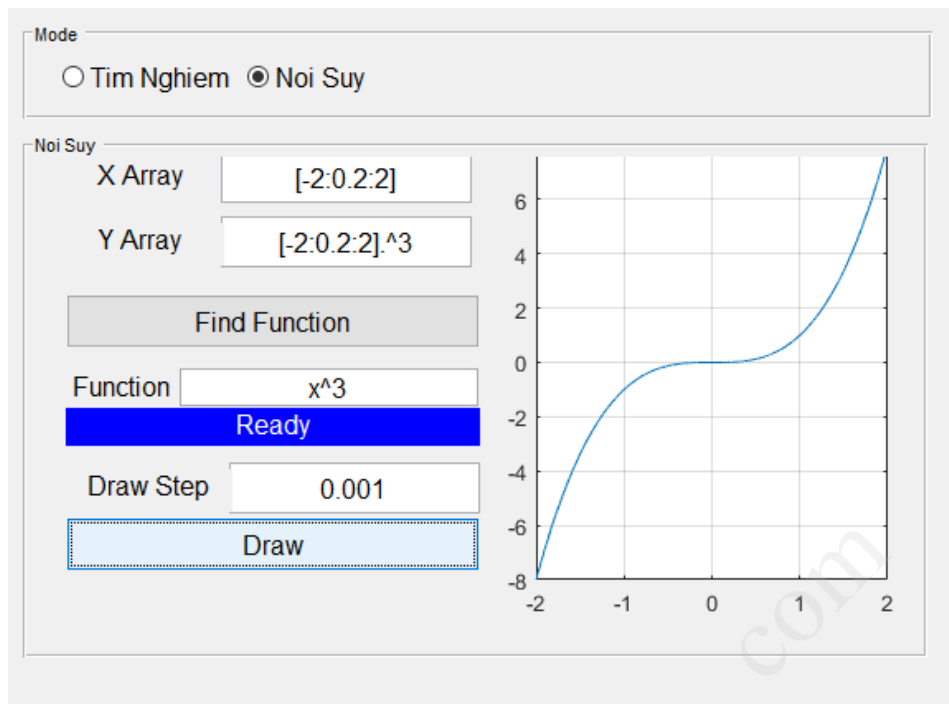 Mode
Tim Nghiem Noi Suy
Noi Suy
X Array [-2:0.2:2]
Y Array [-2:0.2:2].^3
Find Function
Function x^3
Ready
Draw Step 0.001
Draw
6
4
2
0
-2
-4
-6
-8
-2 -1 0 1 2
com